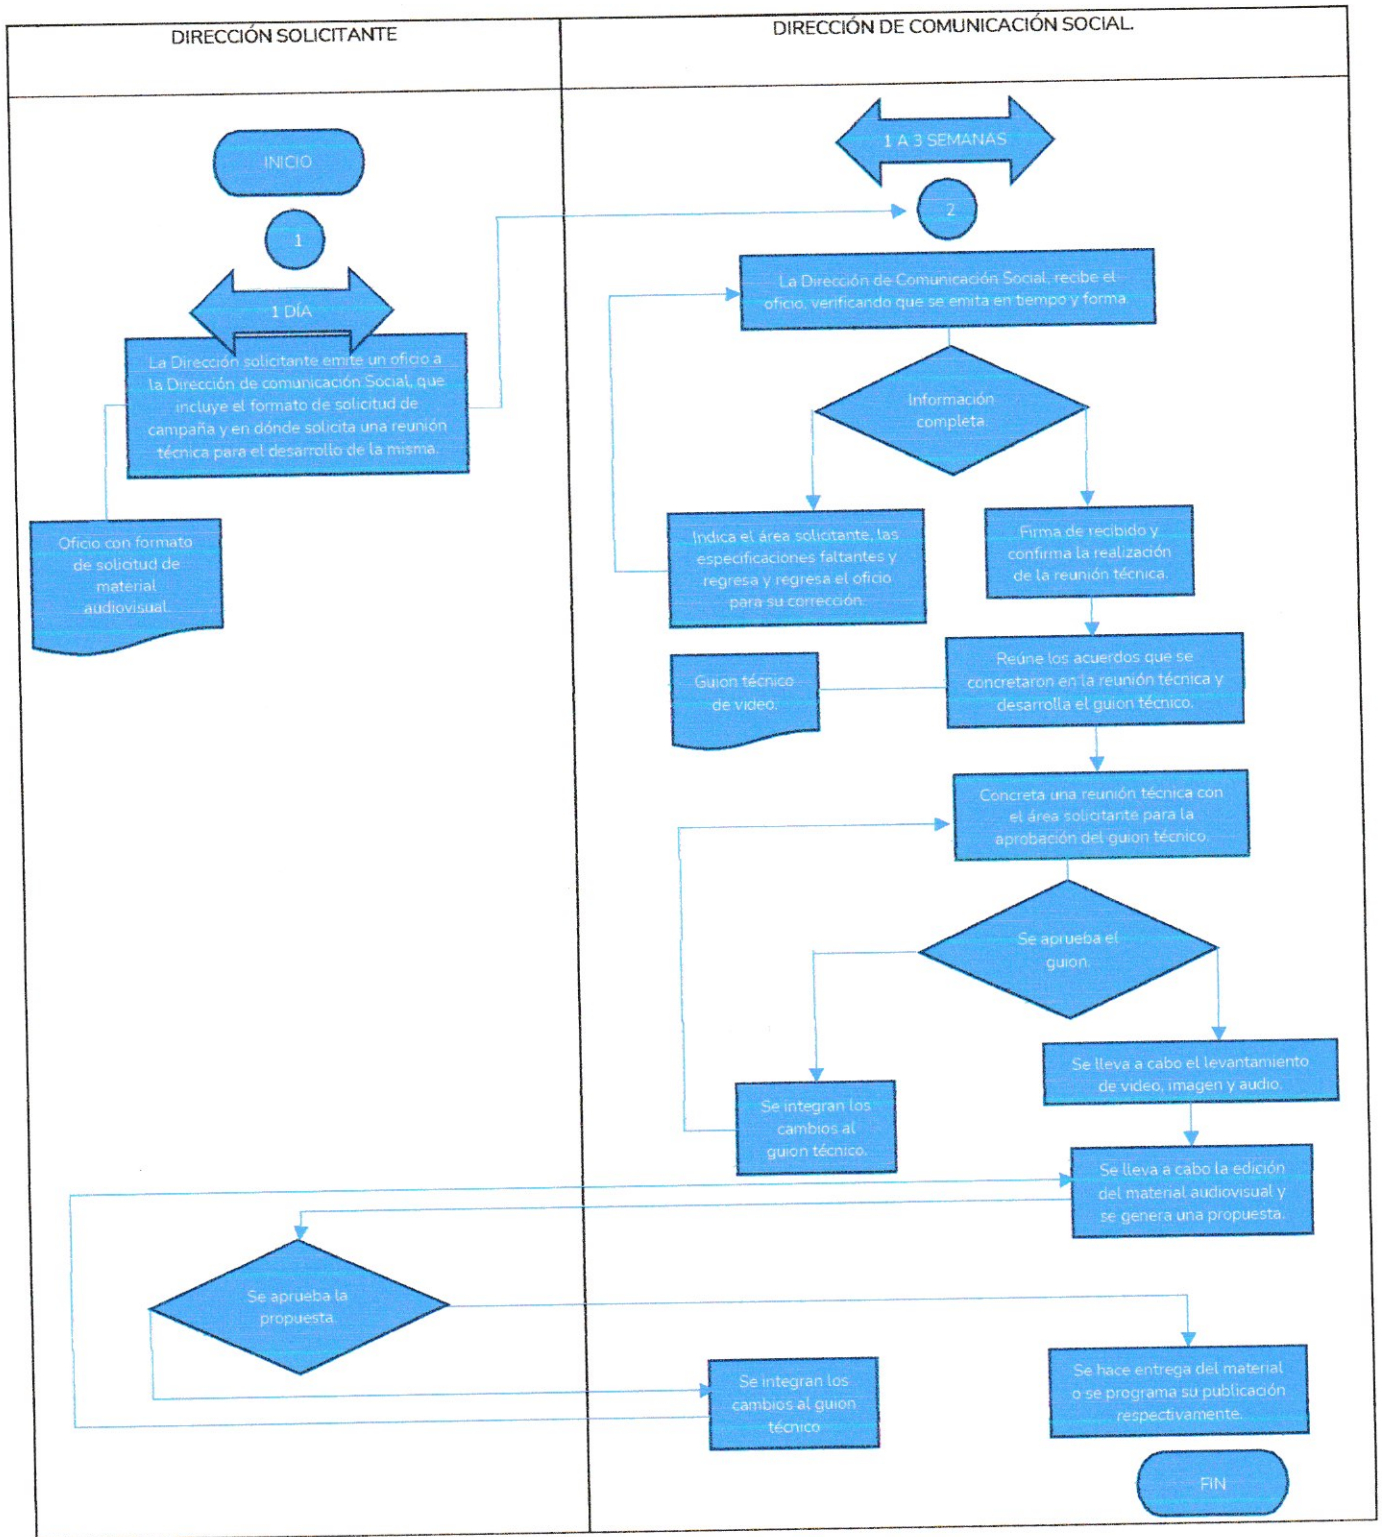 DIRECCIÓN SOLICITANTE
DIRECCIÓN DE COMUNICACIÓN SOCIAL.
INICIO
1
1 DÍA
La Dirección solicitante emite un oficio a
la Dirección de comunicación Social, que
incluye el formato de solicitud de
campaña y en dónde solicita una reunión
técnica para el desarrollo de la misma.
Oficio con formato
de solicitud de
material
audiovisual.
1 A 3 SEMANAS
2
La Dirección de Comunicación Social, recibe el
oficio, verificando que se emita en tiempo y forma.
Información
completa.
Indica el área solicitante, las
especificaciones faltantes y
regresa y regresa el oficio
para su corrección.
Firma de recibido y
confirma la realización
de la reunión técnica.
Guion técnico
de video.
Reúne los acuerdos que se
concretaron en la reunión técnica y
desarrolla el guion técnico.
Concreta una reunión técnica con
el área solicitante para la
aprobación del guion técnico.
Se aprueba el
guion.
Se integran los
cambios al
guion técnico.
Se lleva a cabo el levantamiento
de video, imagen y audio.
Se lleva a cabo la edición
del material audiovisual y
se genera una propuesta.
Se aprueba la
propuesta.
Se integran los
cambios al guion
técnico
Se hace entrega del material
o se programa su publicación
respectivamente.
FIN